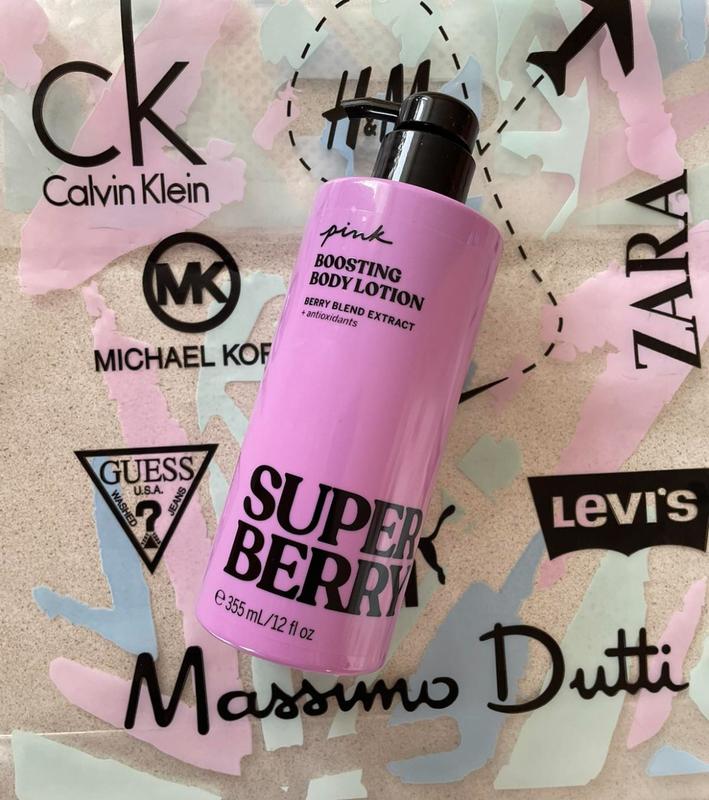 ck
Calvin Klein
H&M
MK
MICHAEL KOR
ZARA
pink
BOOSTING
BODY LOTION
BERRY BLEND EXTRACT
+ antioxidants
GUESS
U.S.A.
WASHED
?
JEANS
LEVI'S
SUPER
BERRY
e 355 mL/12 fl oz
Massimo Dutti